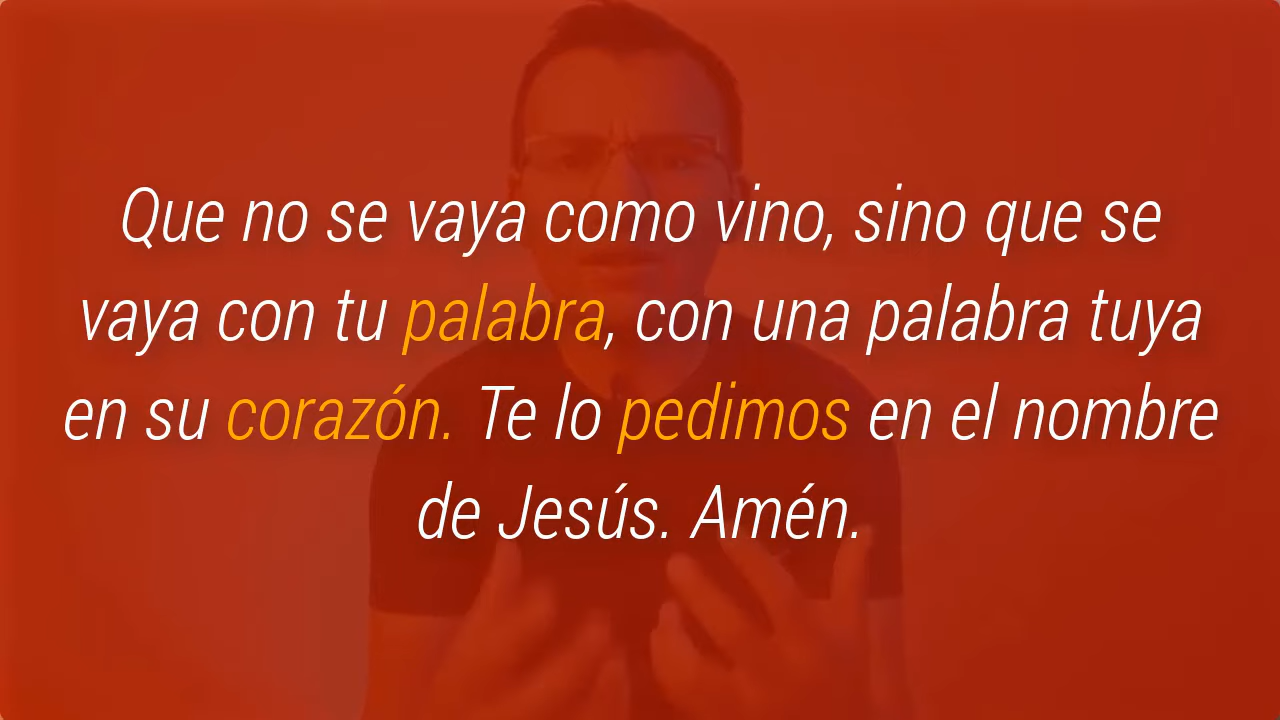 Que no se vaya como vino, sino que se
vaya con tu palabra, con una palabra tuya
en su corazón. Te lo pedimos en el nombre
de Jesús. Amén.